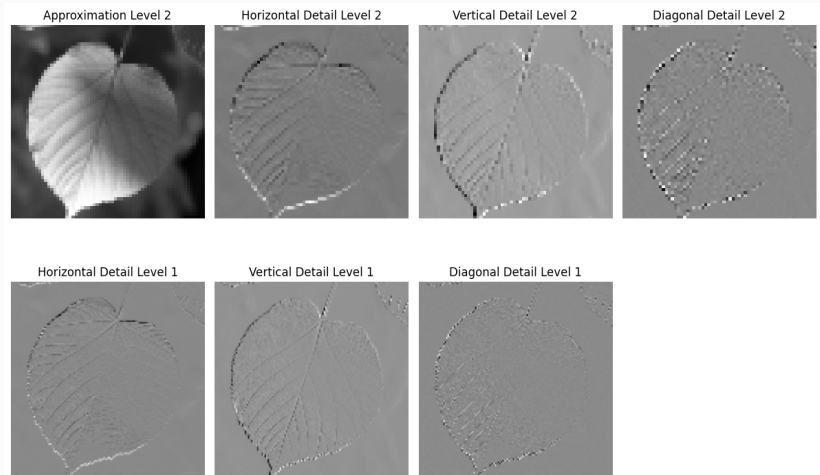 Approximation Level 2
Horizontal Detail Level 2
Vertical Detail Level 2
Diagonal Detail Level 2
Horizontal Detail Level 1
Vertical Detail Level 1
Diagonal Detail Level 1